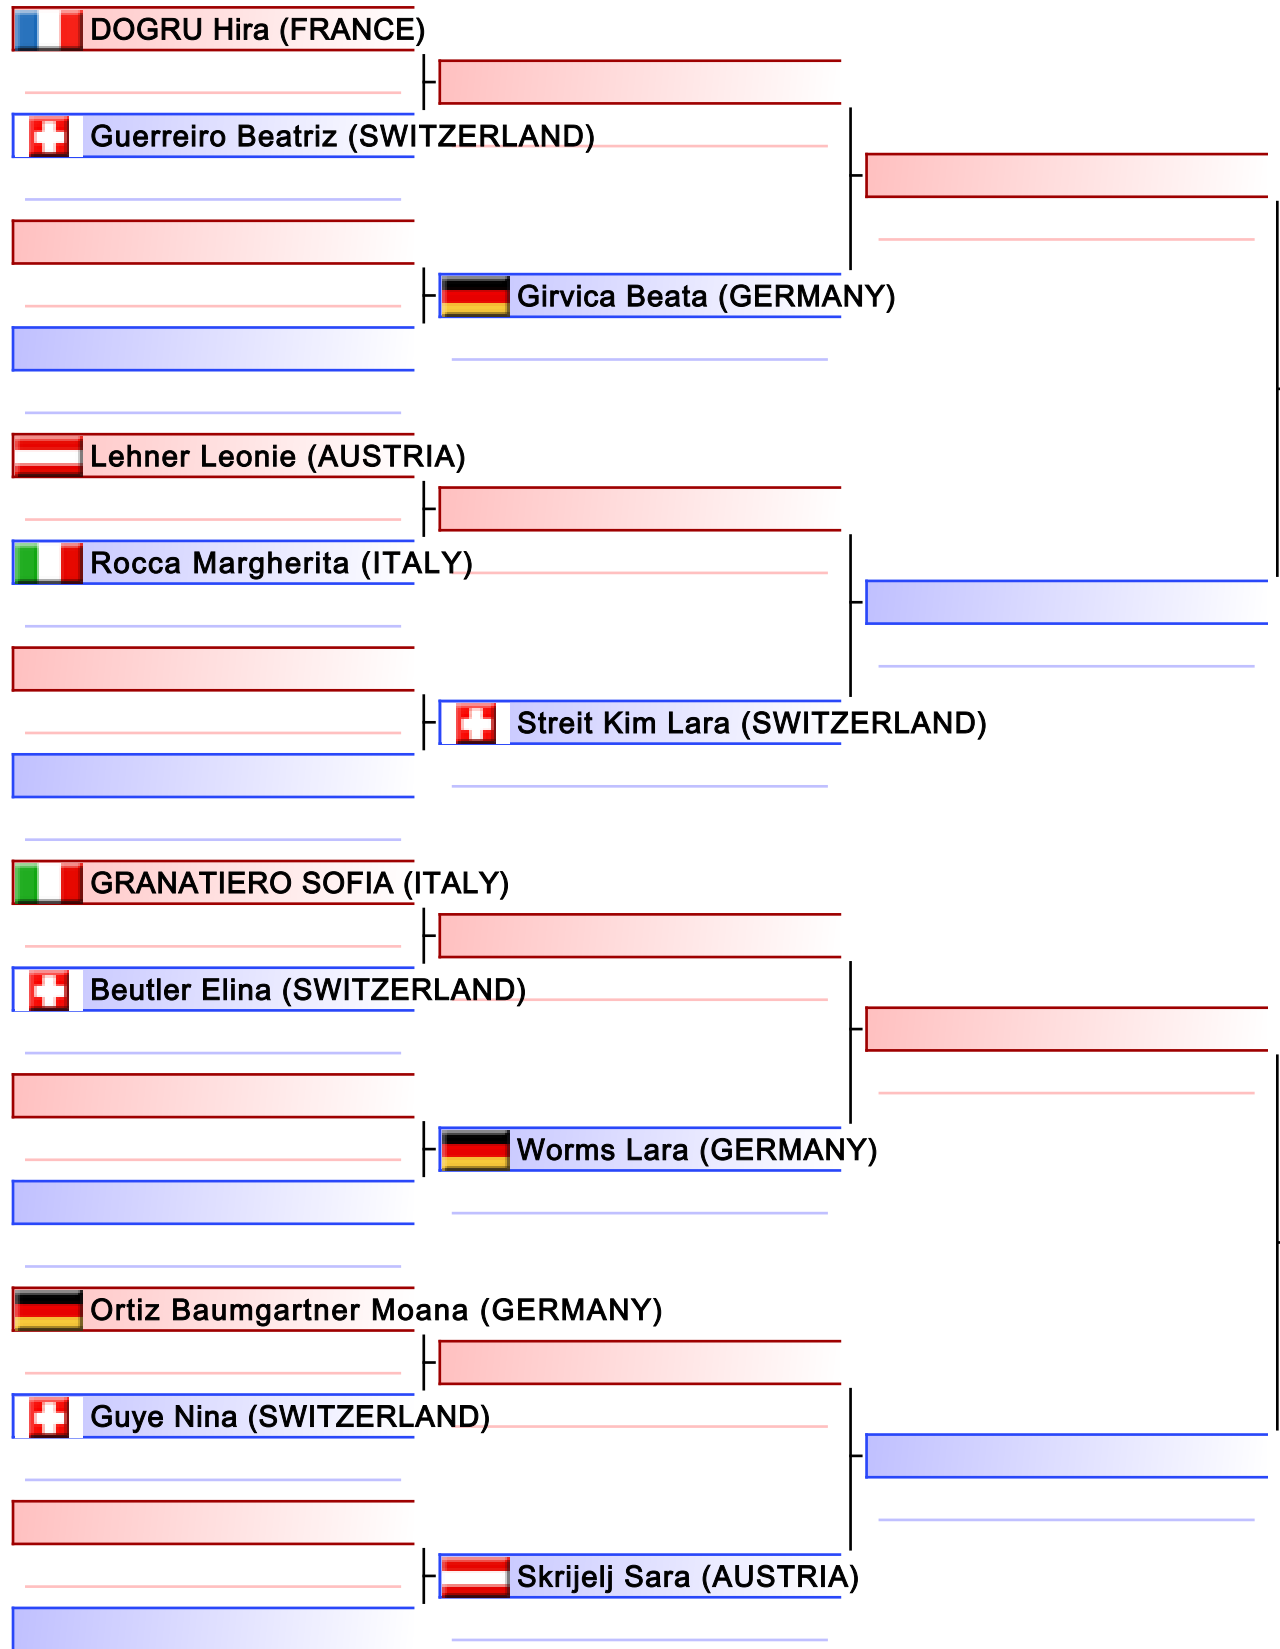 DOGRU Hira (FRANCE)
Guerreiro Beatriz (SWITZERLAND)
Girvica Beata (GERMANY)
Lehner Leonie (AUSTRIA)
Rocca Margherita (ITALY)
Streit Kim Lara (SWITZERLAND)
GRANATIERO SOFIA (ITALY)
Beutler Elina (SWITZERLAND)
Worms Lara (GERMANY)
Ortiz Baumgartner Moana (GERMANY)
Guye Nina (SWITZERLAND)
Skrijelj Sara (AUSTRIA)